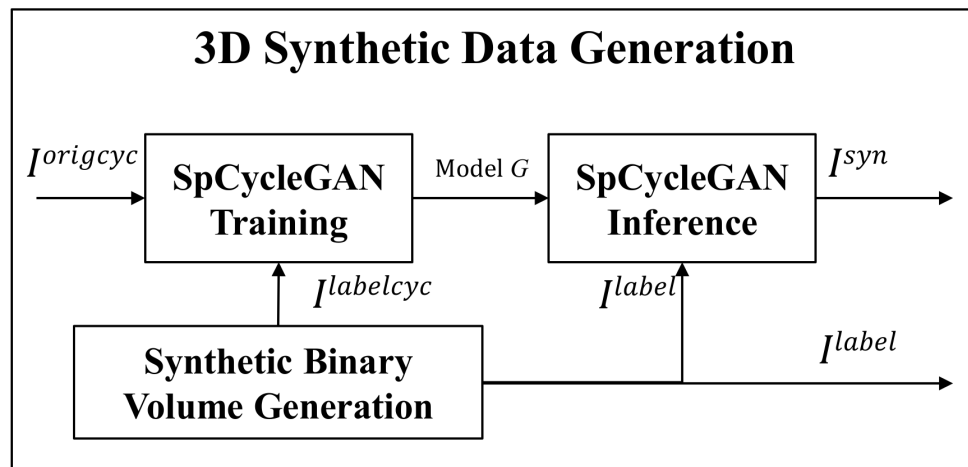 3D Synthetic Data Generation
I^{origcyc}
SpCycleGAN
Training
Model G
SpCycleGAN
Inference
I^{syn}
I^{labelcyc}
I^{label}
Synthetic Binary
Volume Generation
I^{label}